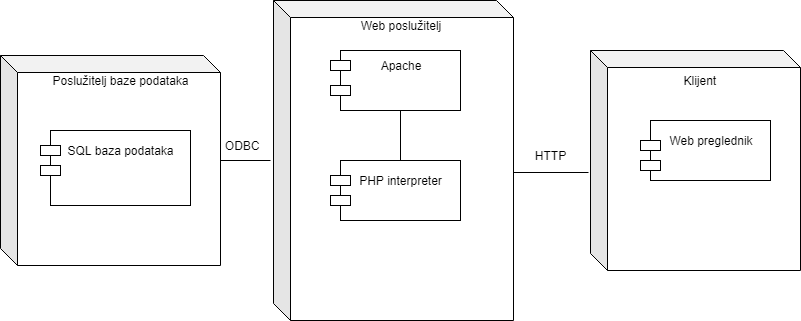 Poslužitelj baze podataka
SQL baza podataka
ODBC
Web poslužitelj
Apache
PHP interpreter
HTTP
Klijent
Web preglednik